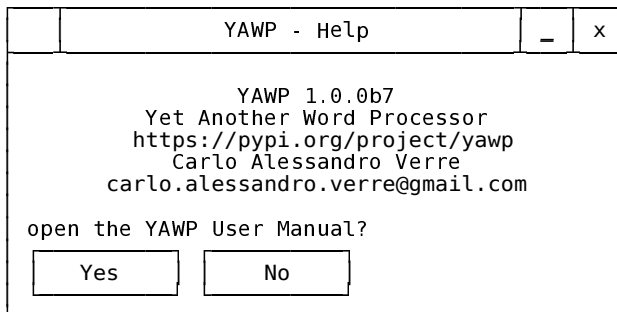 YAWP - Help _ x
YAWP 1.0.0b7
Yet Another Word Processor
https://pypi.org/project/yawp
Carlo Alessandro Verre
carlo.alessandro.verre@gmail.com
open the YAWP User Manual?
Yes No